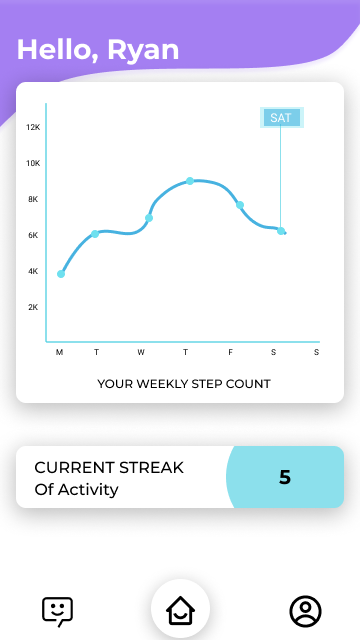 Hello, Ryan
SAT
12K
10K
8K
6K
4K
2K
M T W T F S S
YOUR WEEKLY STEP COUNT
CURRENT STREAK
Of Activity
5